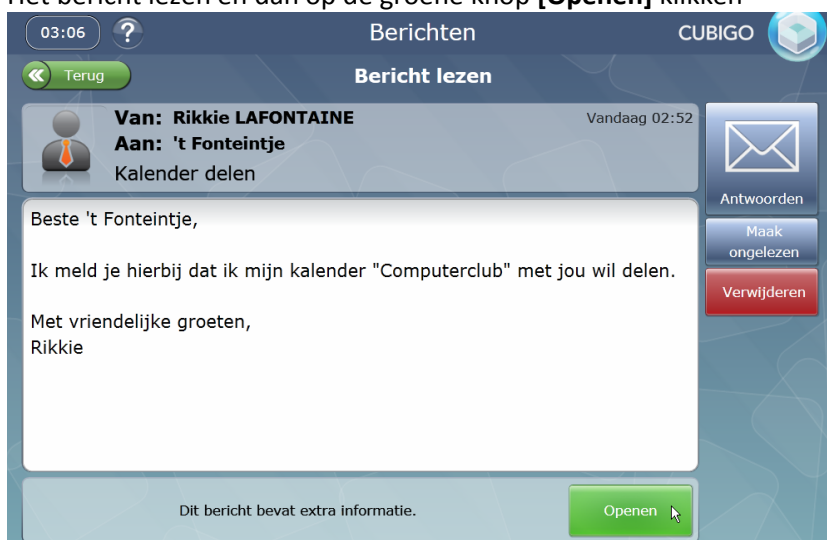 Het bericht lezen en dan op de groene knop [Openen] klikken
03:06 ? Berichten CUBIGO
Terug Bericht lezen
Van: Rikkie LAFONTAINE Vandaag 02:52
Aan: 't Fonteintje
Kalender delen
Antwoorden
Maak
ongelezen
Verwijderen
Beste 't Fonteintje,
Ik meld je hierbij dat ik mijn kalender "Computerclub" met jou wil delen.
Met vriendelijke groeten,
Rikkie
Dit bericht bevat extra informatie. Openen